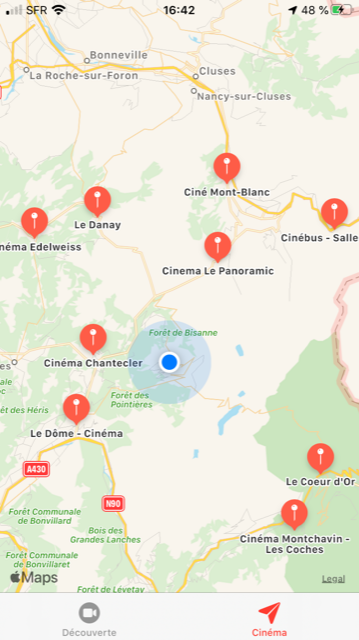 SFR 16:42 48 %
Bonneville
La Roche-sur-Foron
Cluses
Nancy-sur-Cluses
Ciné Mont-Blanc
Le Danay
Cinébus - Salle
néma Edelweiss
Cinema Le Panoramic
Forêt de Bisanne
Cinéma Chantecler
Forêt des
Pointières
êt des Héris
Le Dôme - Cinéma
A430
Le Coeur d'Or
N90
Forêt Communale
de Bonvillard
Bois des
Grandes Lanches
Cinéma Montchavin -
Les Coches
Forêt Communale
de Bonvillaret
Maps
Forêt de Lévetay
Legal
Découverte
Cinéma